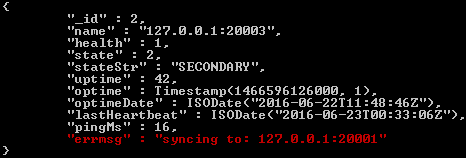 {
"_id" : 2,
"name" : "127.0.0.1:20003",
"health" : 1,
"state" : 2,
"stateStr" : "SECONDARY",
"uptime" : 42,
"optime" : Timestamp(1466596126000, 1),
"optimeDate" : ISODate("2016-06-22T11:48:46Z"),
"lastHeartbeat" : ISODate("2016-06-23T00:33:06Z"),
"pingMs" : 16,
"errmsg" : "syncing to: 127.0.0.1:20001"
}